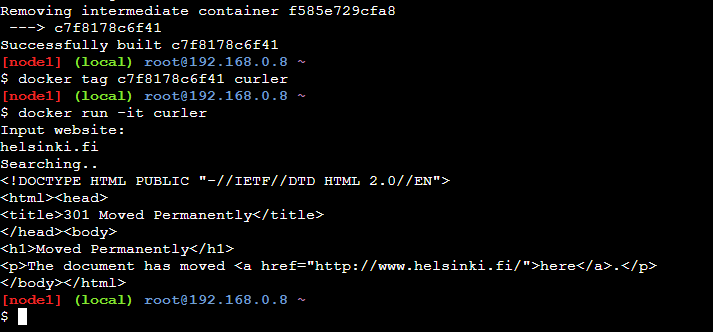 Removing intermediate container f585e729cfa8
 ---> c7f8178c6f41
Successfully built c7f8178c6f41
[node1] (local) root@192.168.0.8 ~
$ docker tag c7f8178c6f41 curler
[node1] (local) root@192.168.0.8 ~
$ docker run -it curler
Input website:
helsinki.fi
Searching..
<!DOCTYPE HTML PUBLIC "-//IETF//DTD HTML 2.0//EN">
<html><head>
<title>301 Moved Permanently</title>
</head><body>
<h1>Moved Permanently</h1>
<p>The document has moved <a href="http://www.helsinki.fi/">here</a>.</p>
</body></html>
[node1] (local) root@192.168.0.8 ~
$